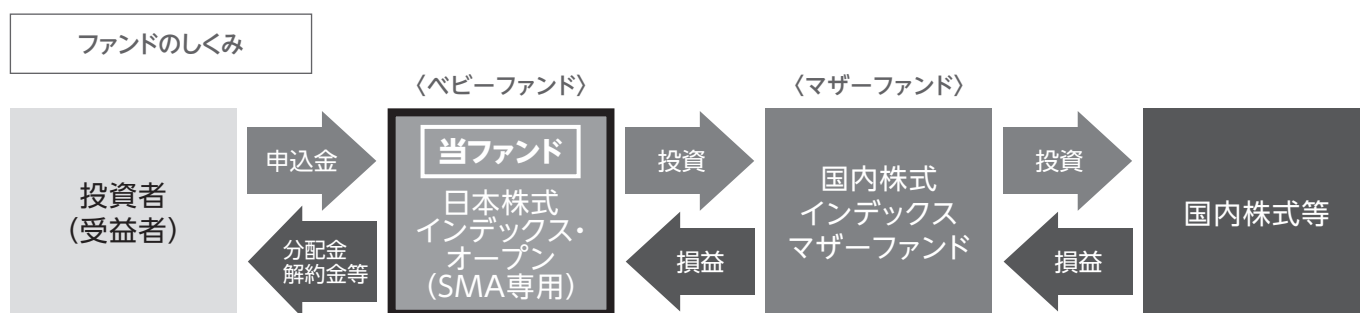 ファンドのしくみ
〈ベビーファンド〉
〈マザーファンド〉
投資者
（受益者）
申込金
分配金
解約金等
当ファンド
日本株式
インデックス・
オープン
（SMA専用）
投資
損益
国内株式
インデックス
マザーファンド
投資
損益
国内株式等